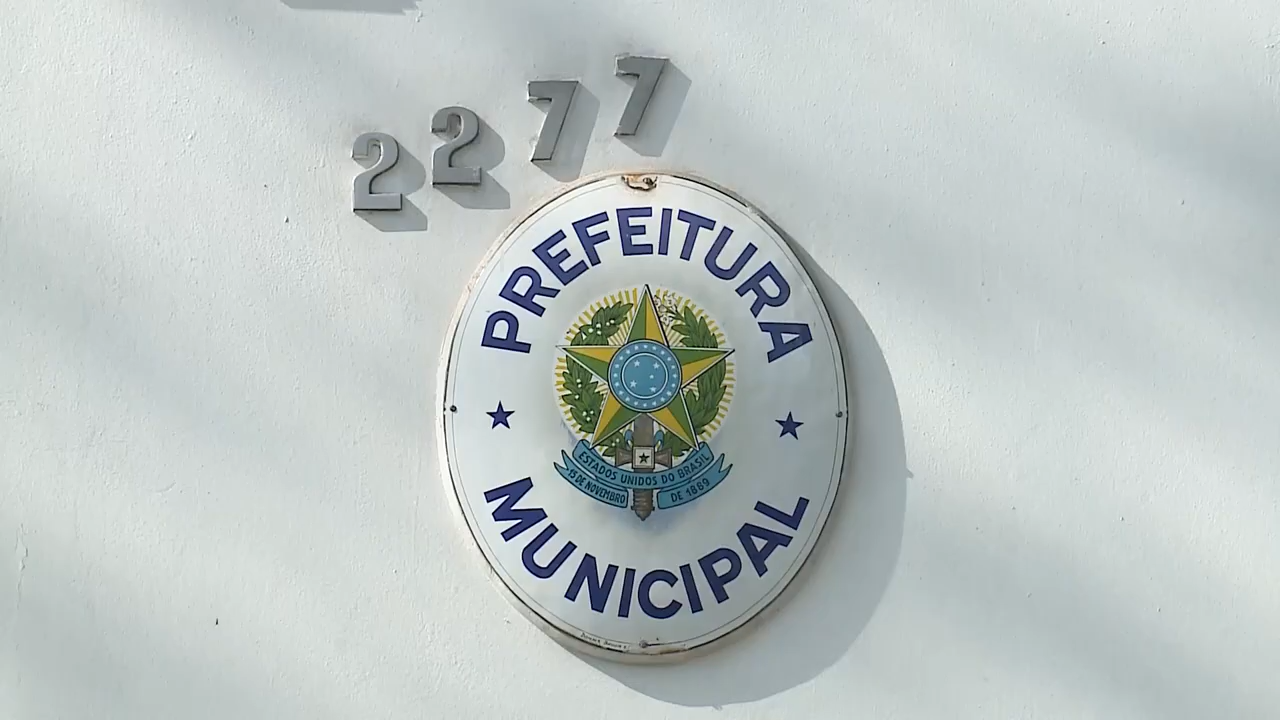 2277
PREFEITURA
ESTADOS UNIDOS DO BRASIL
15 DE NOVEMBRO DE 1889
MUNICIPAL